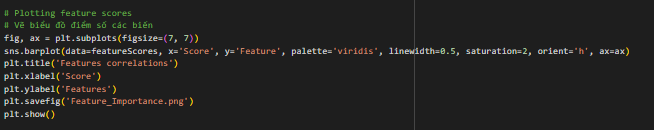 # Plotting feature scores
# Vẽ biểu đồ điểm số các biến
fig, ax = plt.subplots(figsize=(7, 7))
sns.barplot(data=featureScores, x='Score', y='Feature', palette='viridis', linewidth=0.5, saturation=2, orient='h', ax=ax)
plt.title('Features correlations')
plt.xlabel('Score')
plt.ylabel('Features')
plt.savefig('Feature_Importance.png')
plt.show()